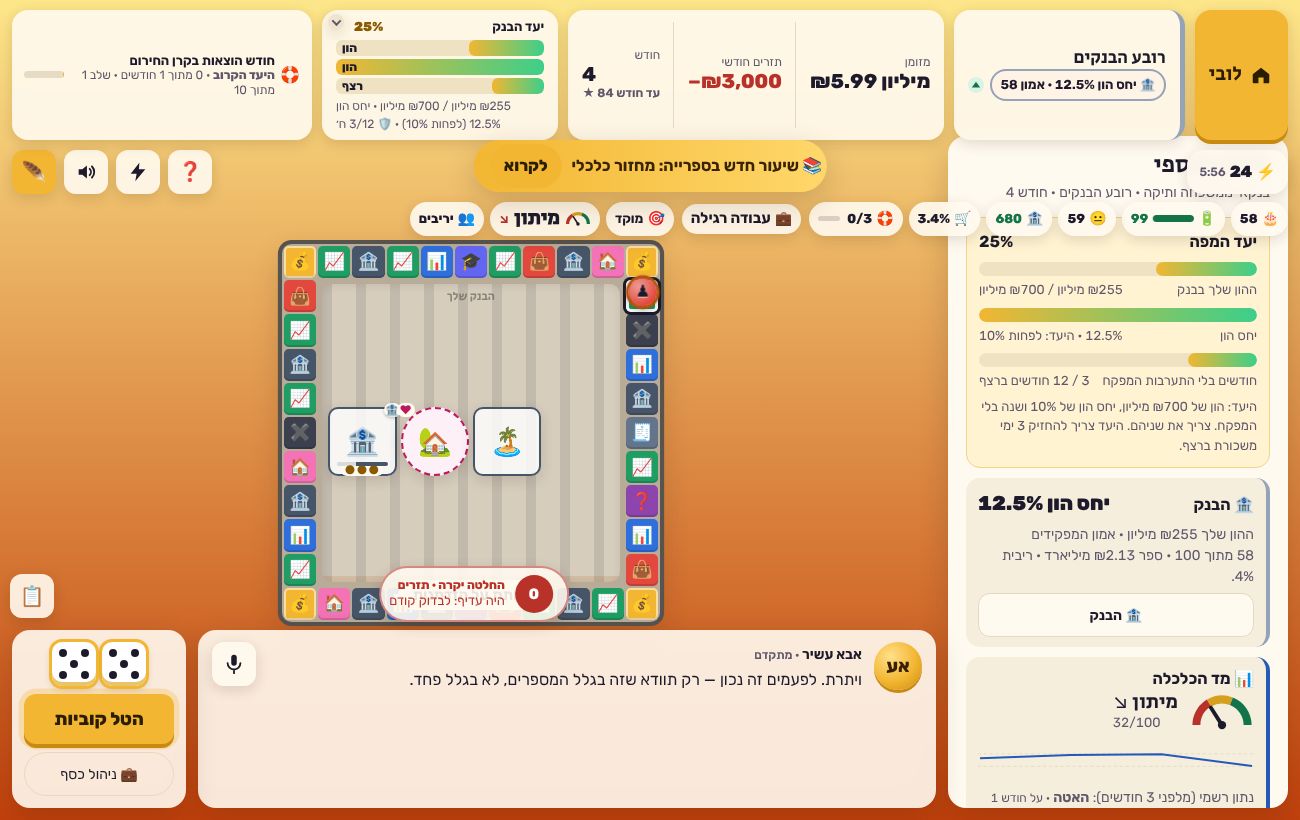 לובי
רובע הבנקים
יחס הון 12.5% • אמון 58
מזומן
₪5.99 מיליון
תזרים חודשי
−₪3,000
חודש
4
עד חודש 84 ★
יעד הבנק
25%
הון
הון
רצף
₪255 מיליון / ₪700 מיליון • יחס הון
12.5% (לפחות 10%) • 3/12 ח׳
חודש הוצאות בקרן החירום
היעד הקרוב • 0 מתוך 1 חודשים • שלב 1
מתוך 10
24
5:56
שיעור חדש בספרייה: מחזור כלכלי
לקרוא
58
99
59
680
3.4%
0/3
עבודה רגילה
מוקד
מיתון ↘
יריבים
הבנק שלך
0
החלטה יקרה • תזרים
היה עדיף: לבדוק קודם
רובע הבנקים • חודש 4
יעד המפה
25%
ההון שלך בבנק
₪255 מיליון / ₪700 מיליון
יחס הון
12.5% • היעד: לפחות 10%
חודשים בלי התערבות המפקח
3 / 12 חודשים ברצף
היעד: הון של ₪700 מיליון, יחס הון של 10% ושנה בלי
המפקח. צריך את שניהם. היעד צריך להחזיק 3 ימי
משכורת ברצף.
הבנק
יחס הון 12.5%
ההון שלך ₪255 מיליון • אמון המפקידים
58 מתוך 100 • ספר ₪2.13 מיליארד • ריבית
4%.
הבנק
מד הכלכלה
מיתון ↘
32/100
נתון רשמי (מלפני 3 חודשים): האטה • על חודש 1
אע
אבא עשיר • מתקדם
ויתרת. לפעמים זה נכון — רק תוודא שזה בגלל המספרים, לא בגלל פחד.
הטל קוביות
ניהול כסף